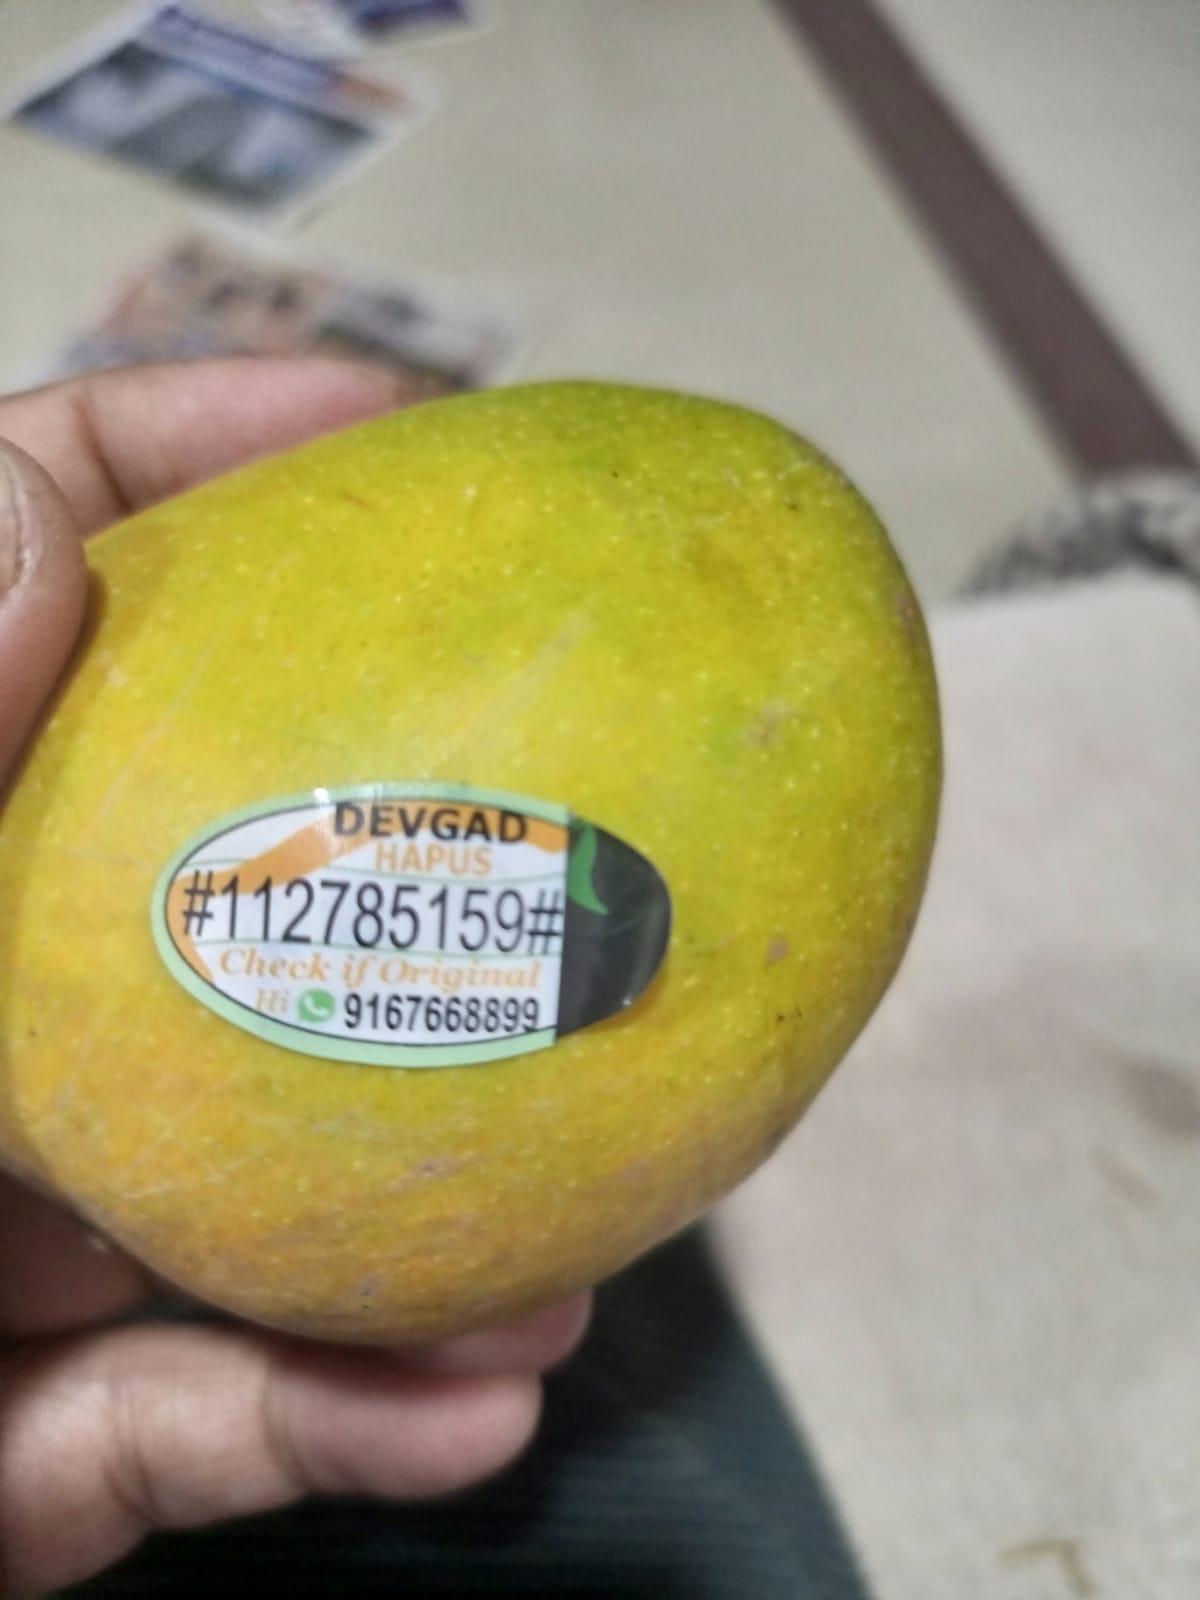 DEVGAD
HAPUS
#112785159#
Check if Original
Hi 9167668899